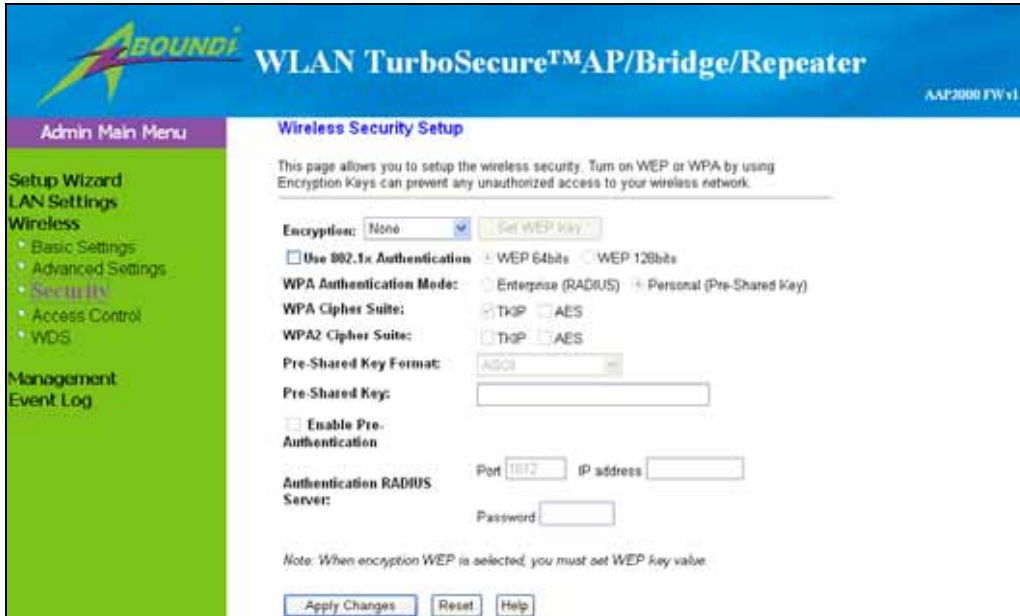 ABOUNDi
WLAN TurboSecure™AP/Bridge/Repeater
AAP2000 FW v1
Admin Main Menu
Setup Wizard
LAN Settings
Wireless
Basic Settings
Advanced Settings
Security
Access Control
WDS
Management
Event Log
Wireless Security Setup
This page allows you to setup the wireless security. Turn on WEP or WPA by using
Encryption Keys can prevent any unauthorized access to your wireless network.
Encryption: None Set WEP Key
Use 802.1x Authentication WEP 64bits WEP 128bits
WPA Authentication Mode: Enterprise (RADIUS) Personal (Pre-Shared Key)
WPA Cipher Suite: TKIP AES
WPA2 Cipher Suite: TKIP AES
Pre-Shared Key Format: ASCII
Pre-Shared Key:
Enable Pre-
Authentication
Authentication RADIUS
Server:
Port 1812 IP address
Password
Note: When encryption WEP is selected, you must set WEP key value.
Apply Changes Reset Help